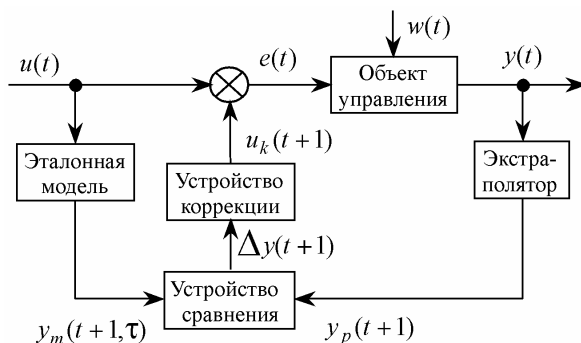 w(t)
u(t)
e(t)
y(t)
Объект
управления
u_k(t+1)
Эталонная
модель
Устройство
коррекции
Экстра-
полятор
Δy(t+1)
Устройство
сравнения
y_m(t+1,τ)
y_p(t+1)